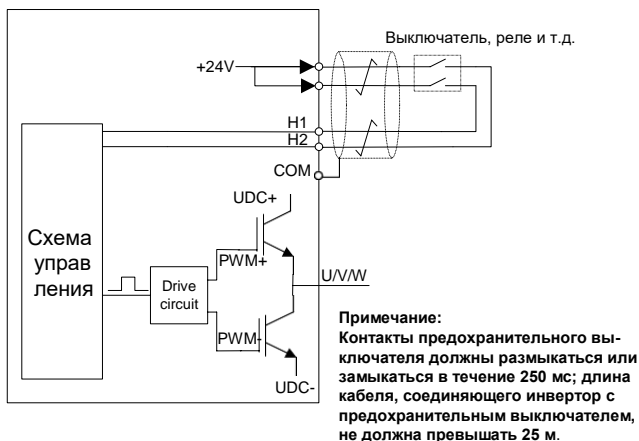 Выключатель, реле и т.д.
+24V
H1
H2
COM
UDC+
Схема
управ
ления
PWM+
Drive
circuit
U/V/W
PWM-
UDC-
Примечание:
Контакты предохранительного вы-
ключателя должны размыкаться или
замыкаться в течение 250 мс; длина
кабеля, соединяющего инвертор с
предохранительным выключателем,
не должна превышать 25 м.